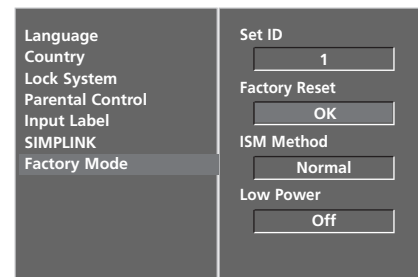 Language
Country
Lock System
Parental Control
Input Label
SIMPLINK
Factory Mode
Set ID
1
Factory Reset
OK
ISM Method
Normal
Low Power
Off